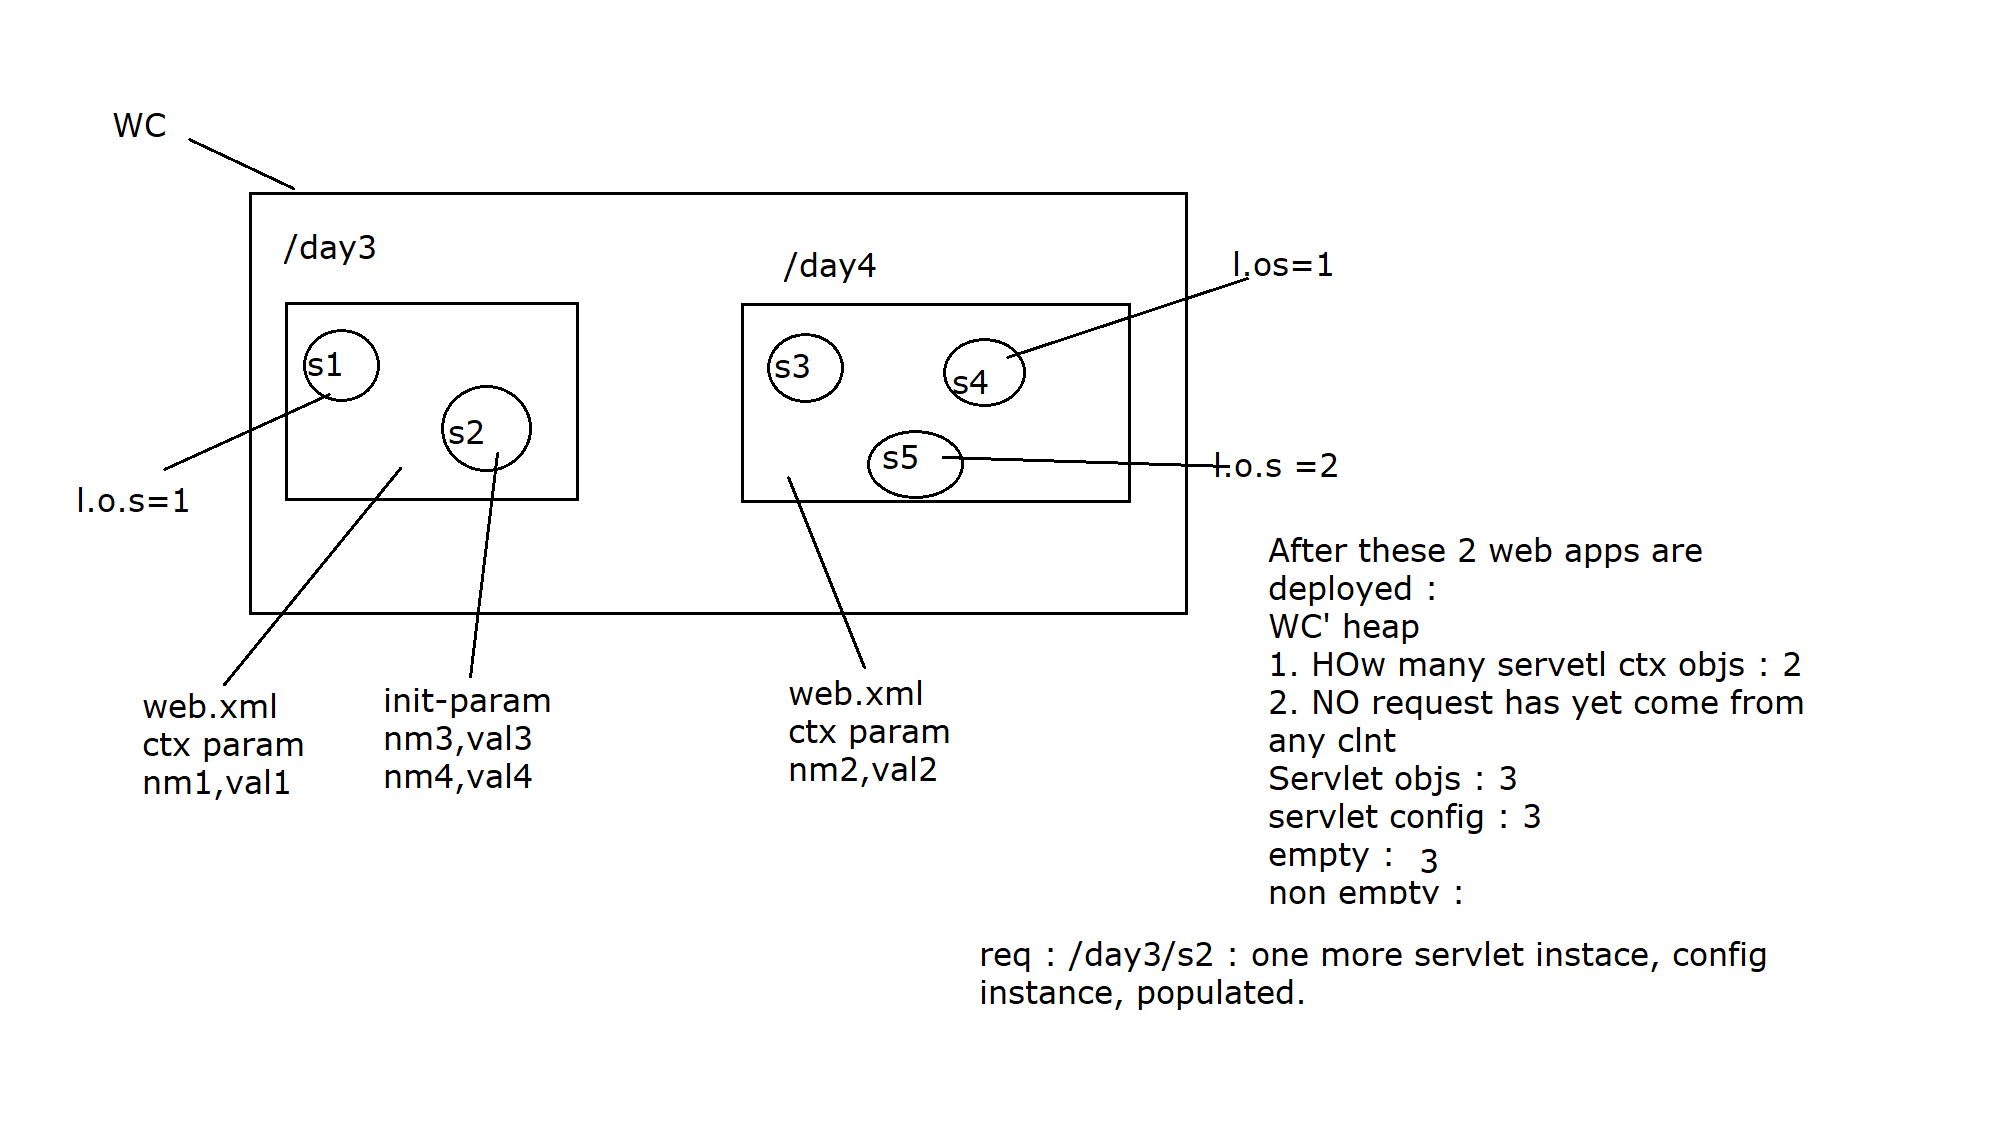 WC
/day3
/day4
l.os=1
s1
s3
s4
s2
s5
l.o.s =2
l.o.s=1
After these 2 web apps are
deployed :
WC' heap
1. HOw many servetl ctx objs : 2
2. NO request has yet come from
any clnt
Servlet objs : 3
servlet config : 3
empty : 3
non empty :
web.xml
ctx param
nm1,val1
init-param
nm3,val3
nm4,val4
web.xml
ctx param
nm2,val2
req : /day3/s2 : one more servlet instace, config
instance, populated.